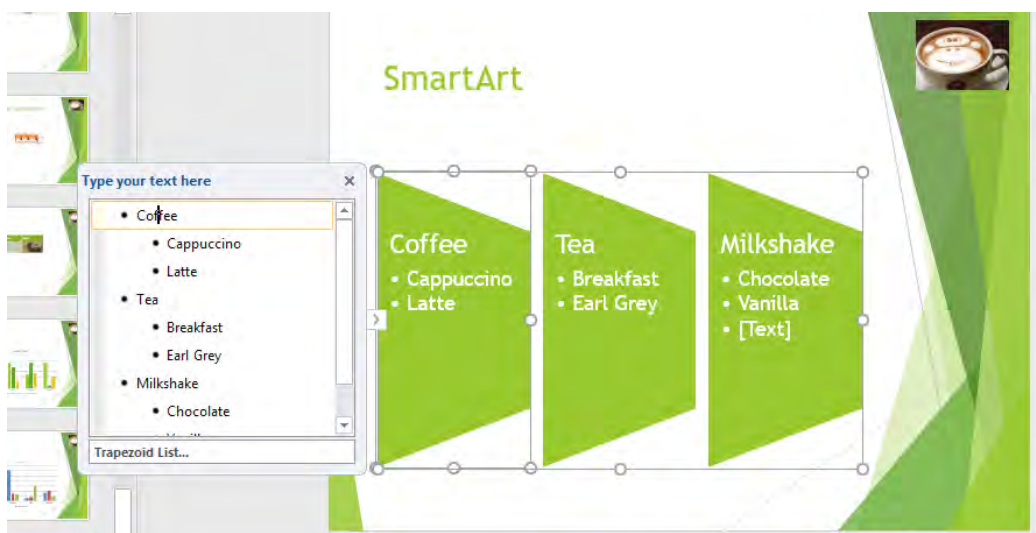 SmartArt
Type your text here
• Coffee
• Cappuccino
• Latte
• Tea
• Breakfast
• Earl Grey
• Milkshake
• Chocolate
Trapezoid List...
Coffee
• Cappuccino
• Latte
Tea
• Breakfast
• Earl Grey
Milkshake
• Chocolate
• Vanilla
• [Text]